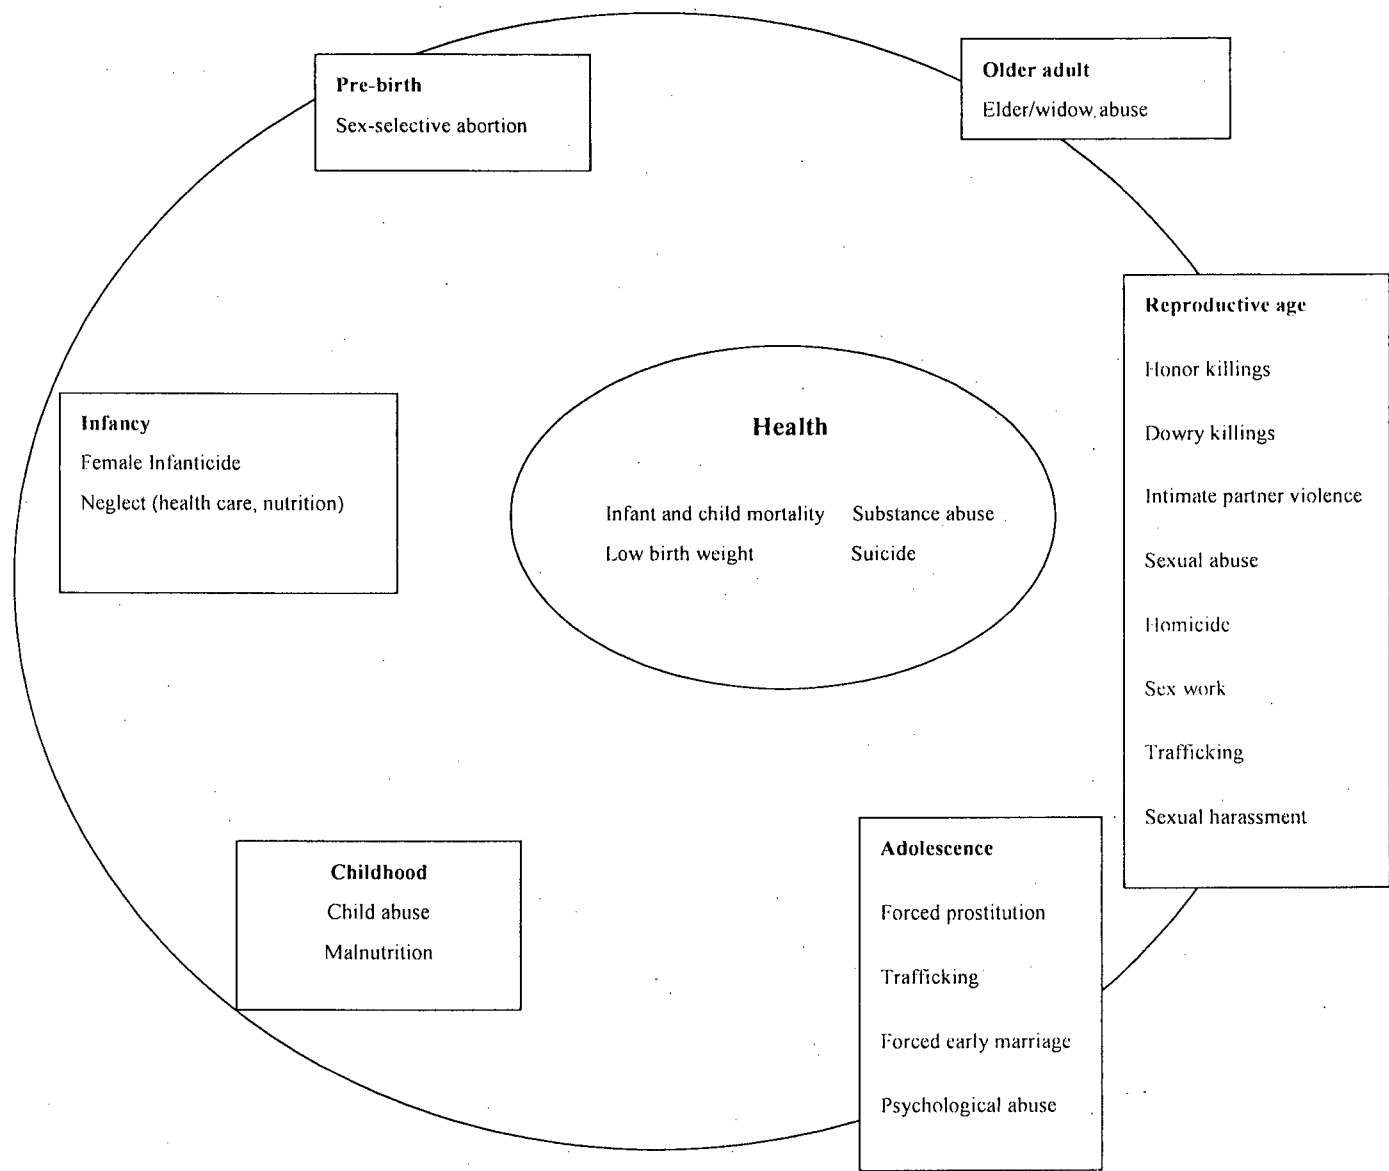 Pre-birth
Sex-selective abortion
Older adult
Elder/widow abuse
Reproductive age
Honor killings
Dowry killings
Intimate partner violence
Sexual abuse
Homicide
Sex work
Trafficking
Sexual harassment
Infancy
Female Infanticide
Neglect (health care, nutrition)
Health
Infant and child mortality Substance abuse
Low birth weight Suicide
Childhood
Child abuse
Malnutrition
Adolescence
Forced prostitution
Trafficking
Forced early marriage
Psychological abuse